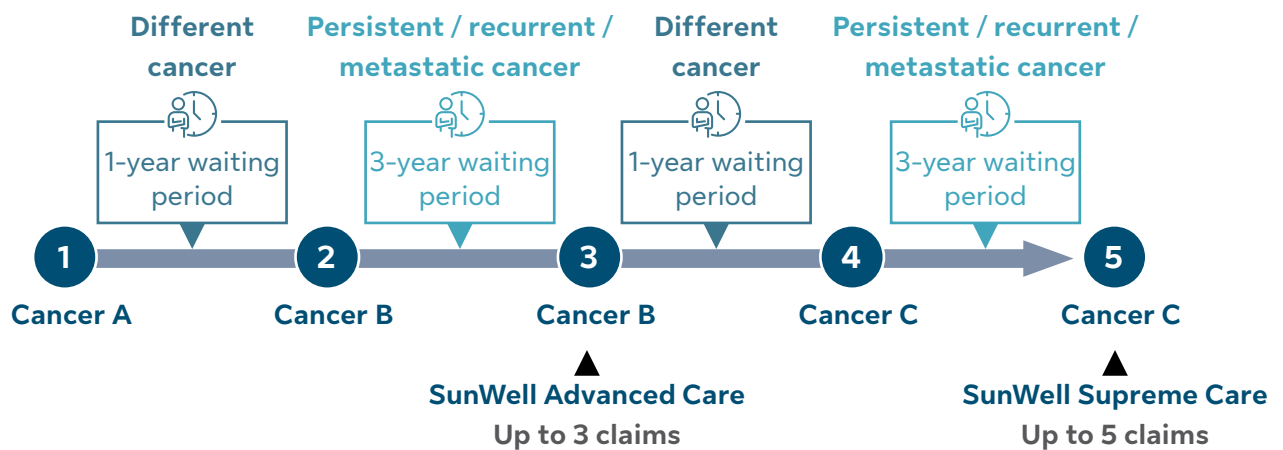 Different
cancer
Persistent / recurrent /
metastatic cancer
Different
cancer
Persistent / recurrent /
metastatic cancer
1-year waiting
period
3-year waiting
period
1-year waiting
period
3-year waiting
period
1
2
3
4
5
Cancer A
Cancer B
Cancer B
Cancer C
Cancer C
SunWell Advanced Care
Up to 3 claims
SunWell Supreme Care
Up to 5 claims